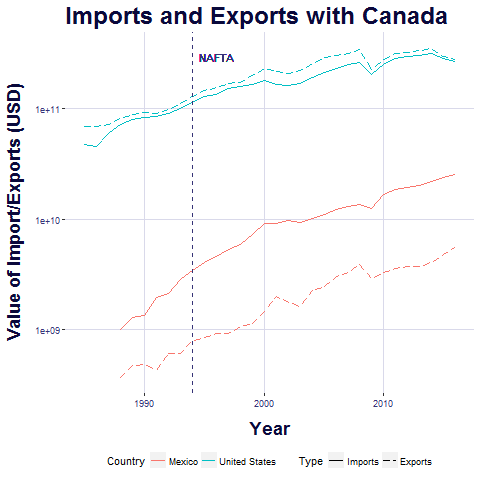 Imports and Exports with Canada
NAFTA
Value of Import/Exports (USD)
1e+11
1e+10
1e+09
1990 2000 2010
Year
Country Mexico United States Type Imports Exports